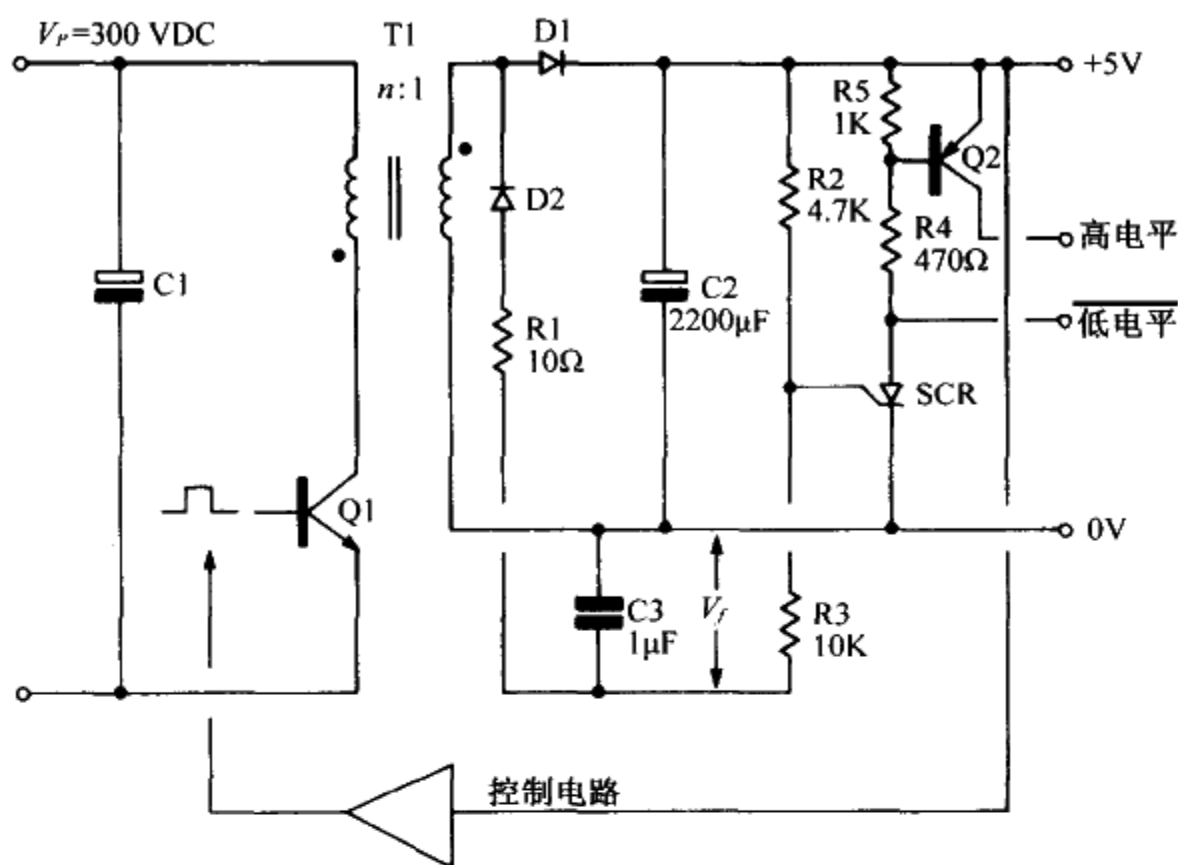 V_P=300 VDC
T1
n:1
D1
+5V
R5
1K
Q2
D2
R2
4.7K
R4
470Ω
高电平
C1
C2
2200μF
低电平
R1
10Ω
SCR
Q1
0V
C3
1μF
V_f
R3
10K
控制电路